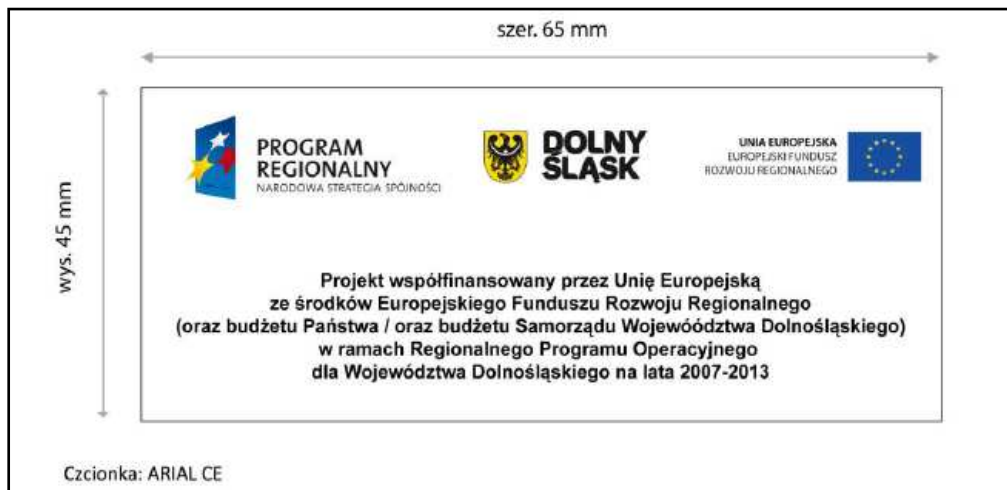 szer. 65 mm
wys. 45 mm
PROGRAM
REGIONALNY
NARODOWA STRATEGIA SPÓJNOŚCI
DOLNY
ŚLĄSK
UNIA EUROPEJSKA
EUROPEJSKI FUNDUSZ
ROZWOJU REGIONALNEGO
Projekt współfinansowany przez Unię Europejską
ze środków Europejskiego Funduszu Rozwoju Regionalnego
(oraz budżetu Państwa / oraz budżetu Samorządu Wojewóództwa Dolnośląskiego)
w ramach Regionalnego Programu Operacyjnego
dla Województwa Dolnośląskiego na lata 2007-2013
Czcionka: ARIAL CE